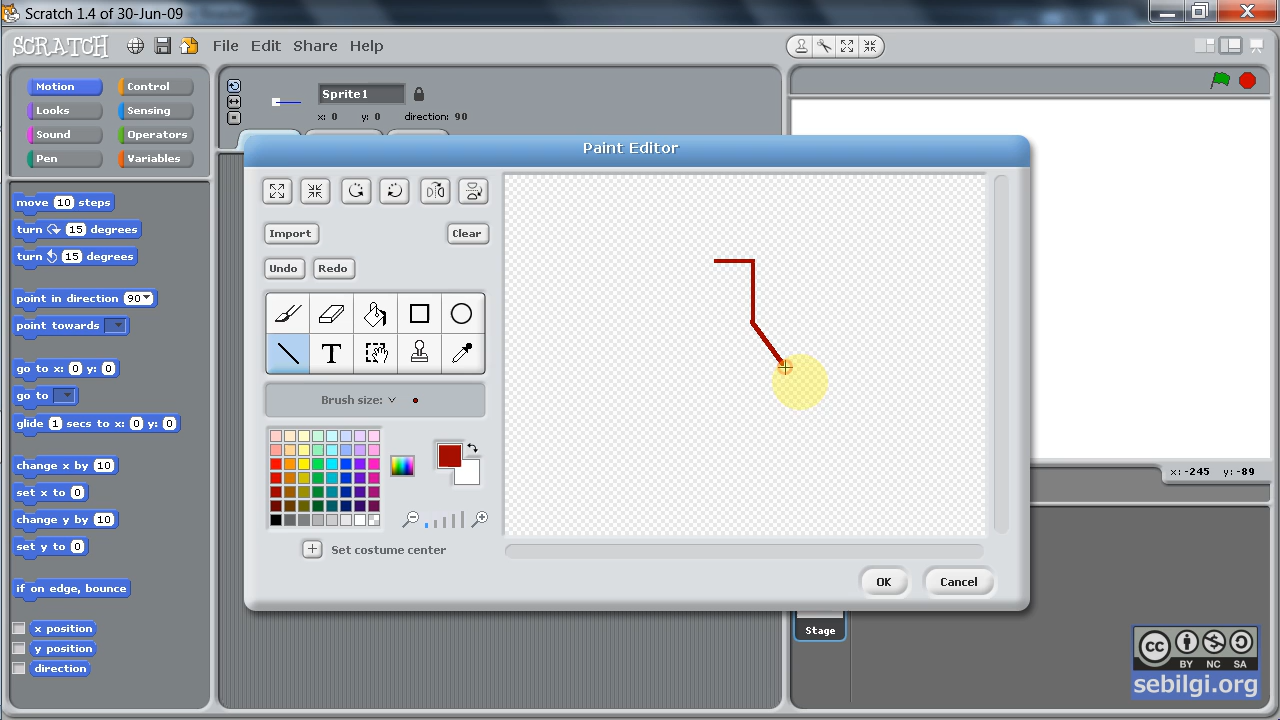 Scratch 1.4 of 30-Jun-09
SCRATCH File Edit Share Help
Motion Control
Looks Sensing
Sound Operators
Pen Variables
Sprite1
x: 0 y: 0 direction: 90
Paint Editor
move 10 steps
turn 15 degrees
turn 15 degrees
point in direction 90
point towards
go to x: 0 y: 0
go to
glide 1 secs to x: 0 y: 0
change x by 10
set x to 0
change y by 10
set y to 0
if on edge, bounce
x position
y position
direction
Import Clear
Undo Redo
T
Brush size:
Set costume center
OK Cancel
x: -245 y: -89
Stage
cc
BY NC SA
sebilgi.org